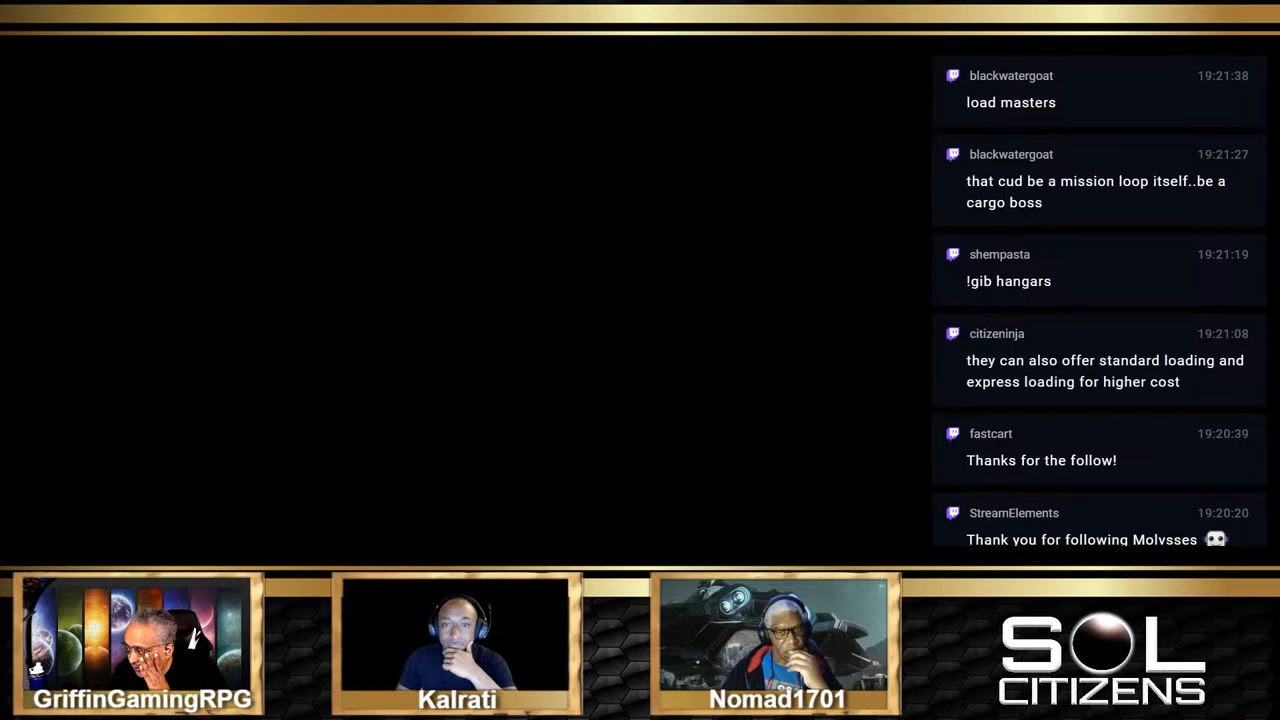 blackwatergoat 19:21:38
load masters
blackwatergoat 19:21:27
that cud be a mission loop itself..be a
cargo boss
shempasta 19:21:19
!gib hangars
citizeninja 19:21:08
they can also offer standard loading and
express loading for higher cost
fastcart 19:20:39
Thanks for the follow!
StreamElements 19:20:20
Thank you for following Molysses
GriffinGamingRPG
Kalrati
Nomad1701
SOL
CITIZENS